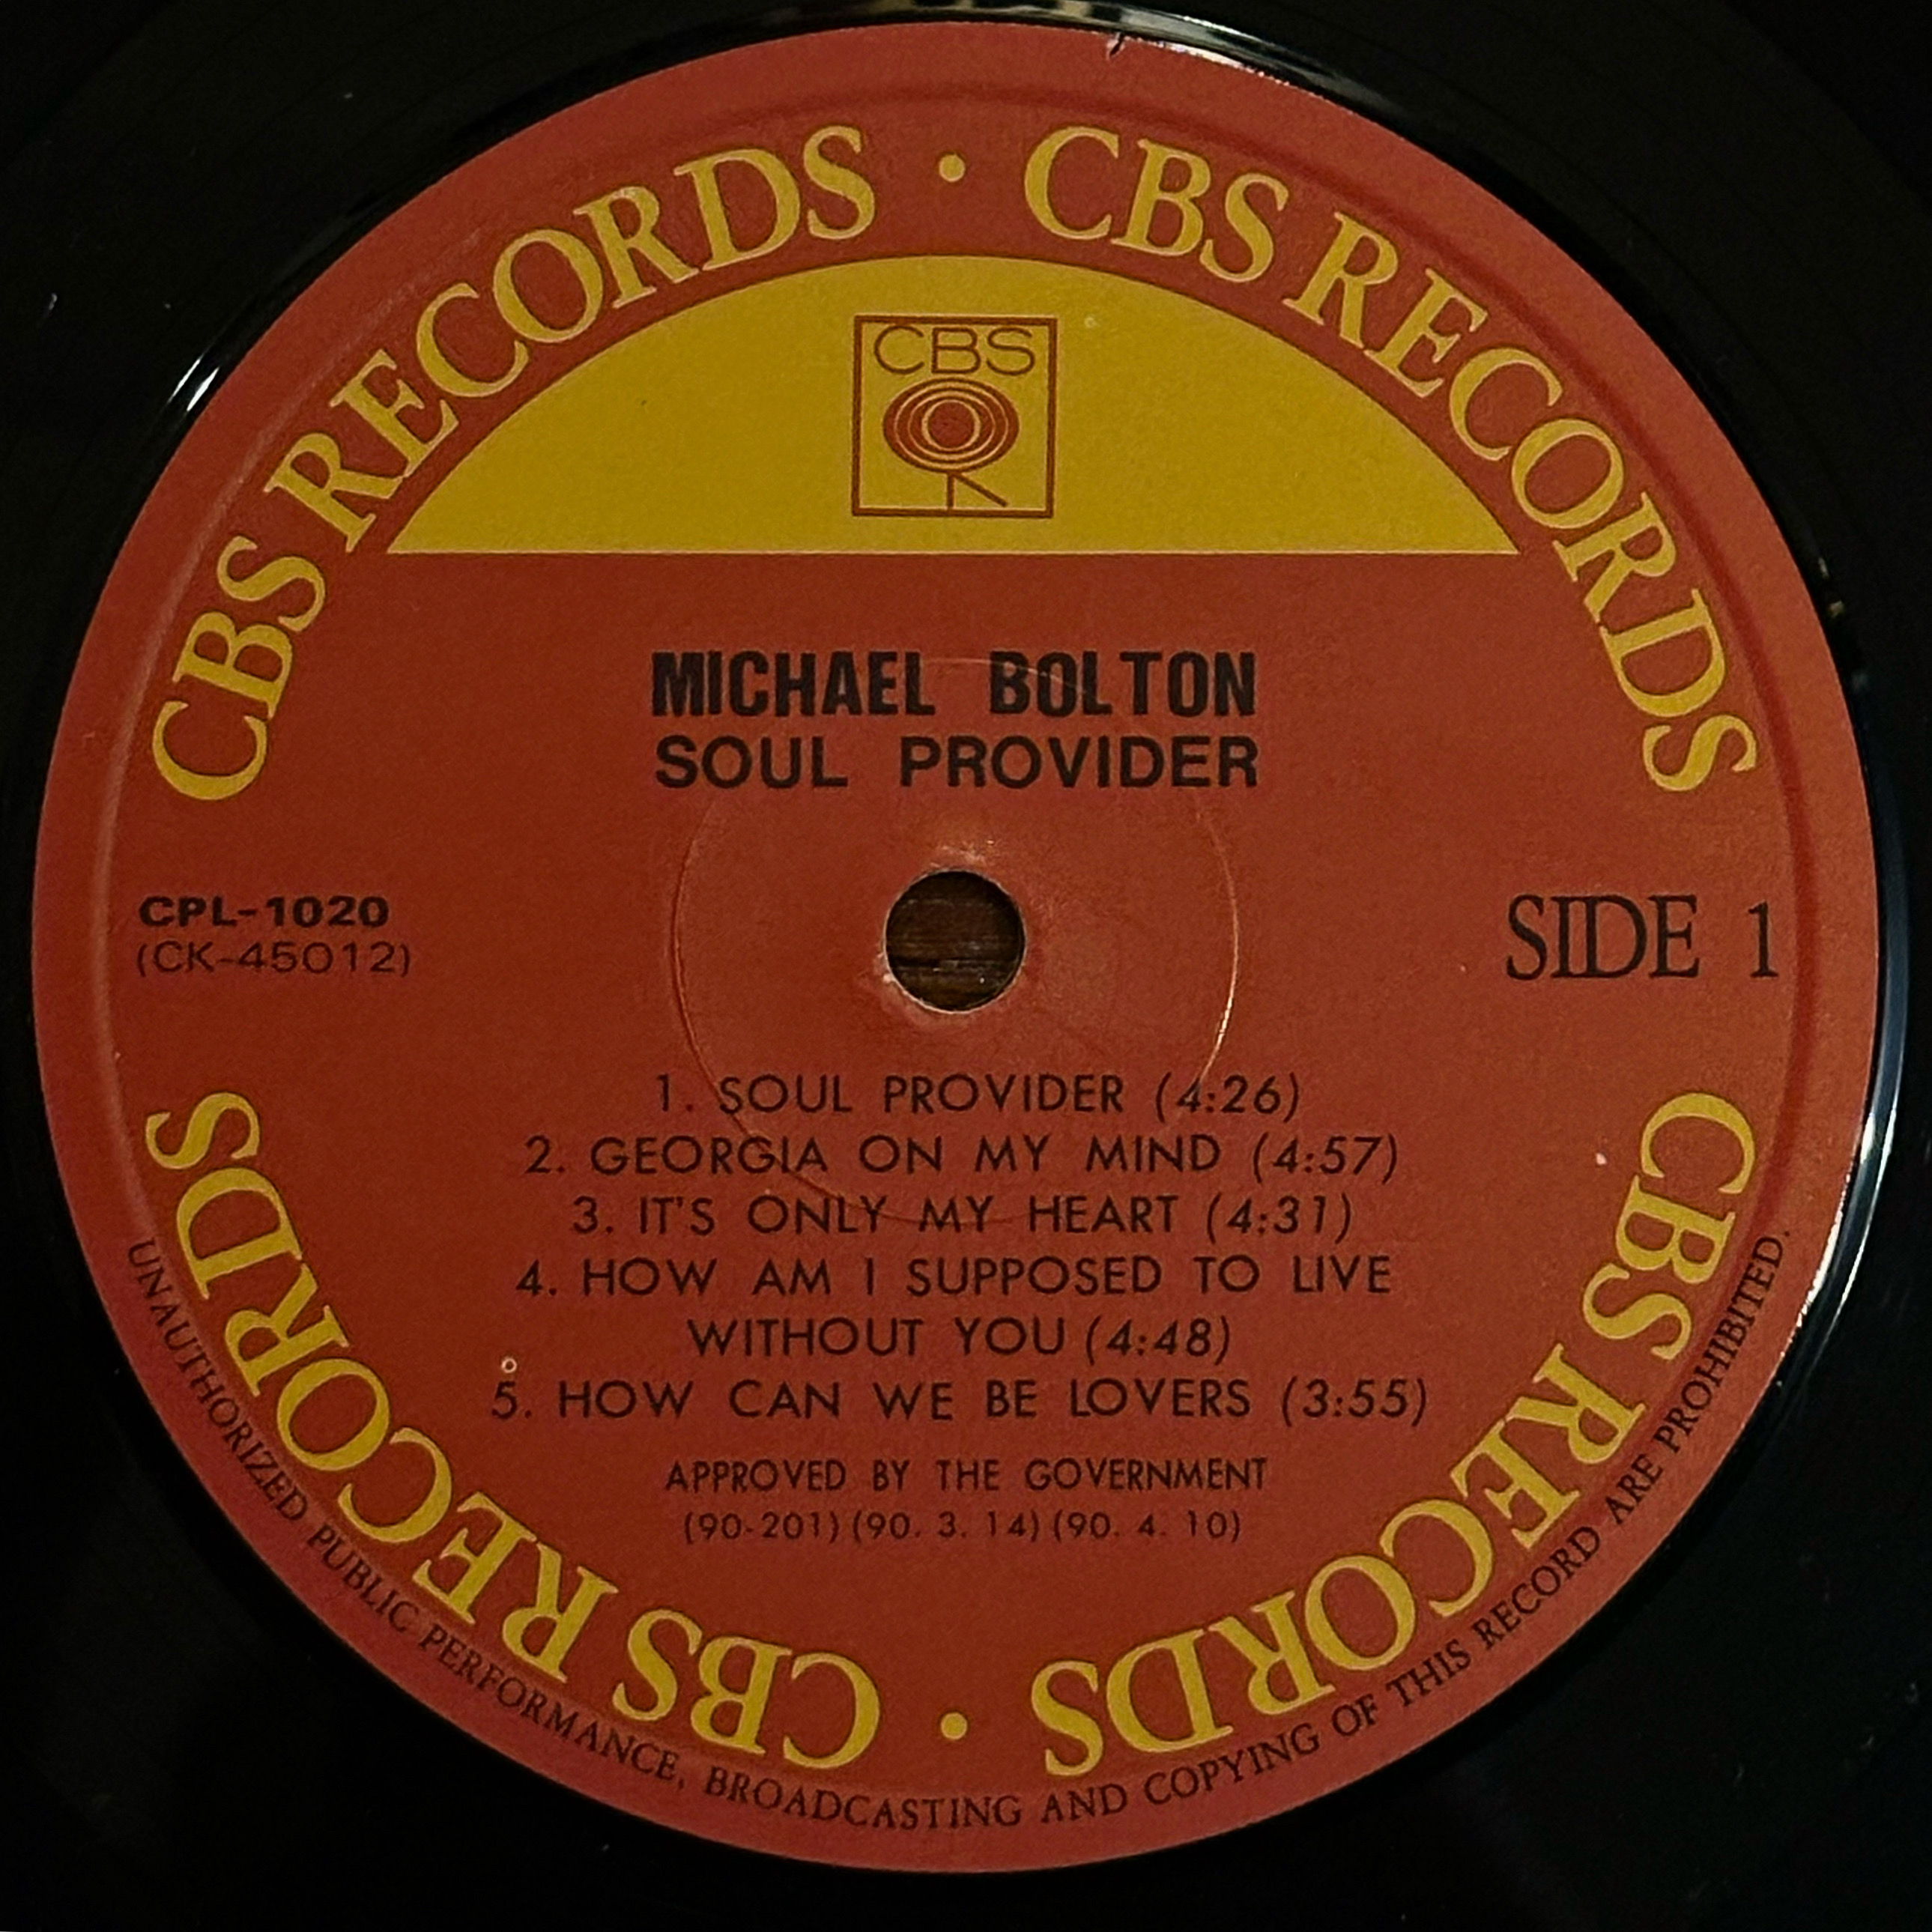 CBS RECORDS · CBS RECORDS
CBS
MICHAEL BOLTON
SOUL PROVIDER
CPL-1020
(CK-45012)
SIDE 1
1. SOUL PROVIDER (4:26)
2. GEORGIA ON MY MIND (4:57)
3. IT'S ONLY MY HEART (4:31)
4. HOW AM I SUPPOSED TO LIVE
WITHOUT YOU (4:48)
5. HOW CAN WE BE LOVERS (3:55)
APPROVED BY THE GOVERNMENT
(90-201) (90. 3. 14) (90. 4. 10)
CBS RECORDS · CBS RECORDS
UNAUTHORIZED PUBLIC PERFORMANCE, BROADCASTING AND COPYING OF THIS RECORD ARE PROHIBITED.